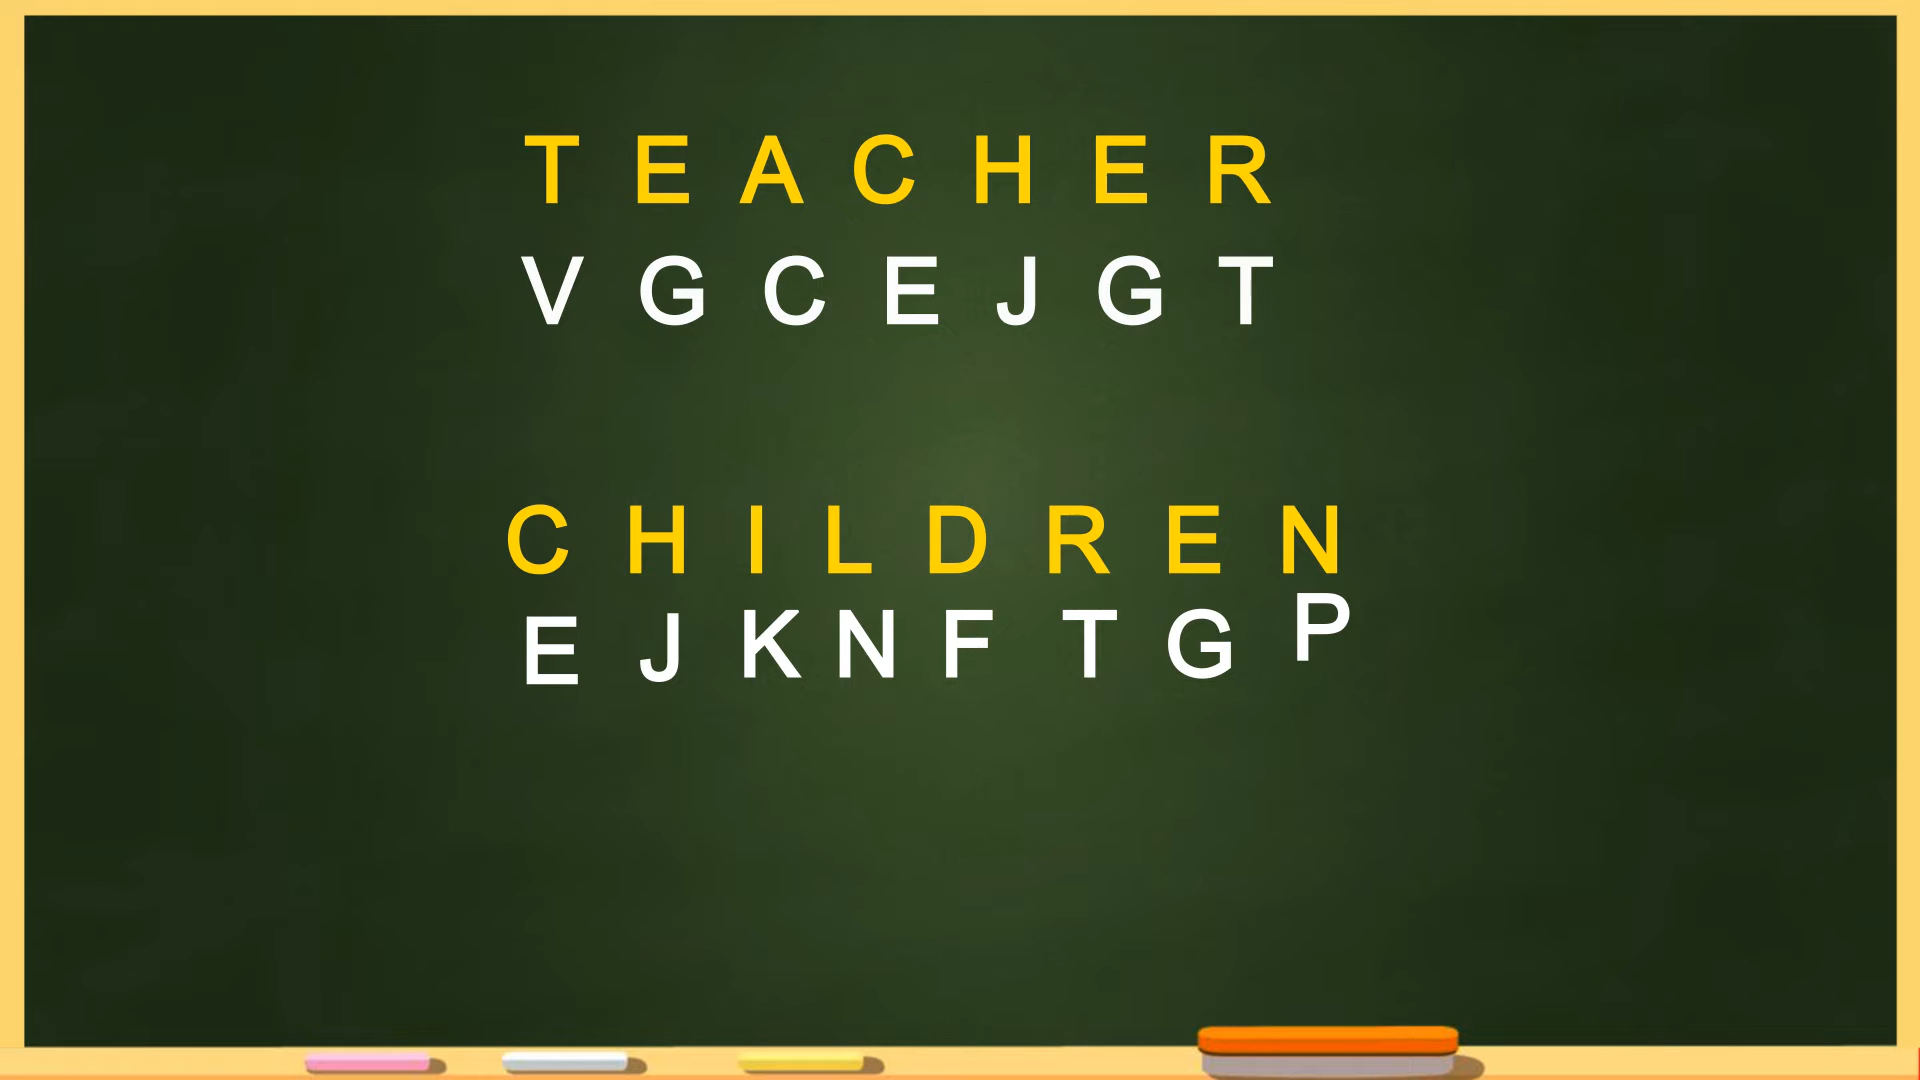 T E A C H E R
V G C E J G T
C H I L D R E N
E J K N F T G P